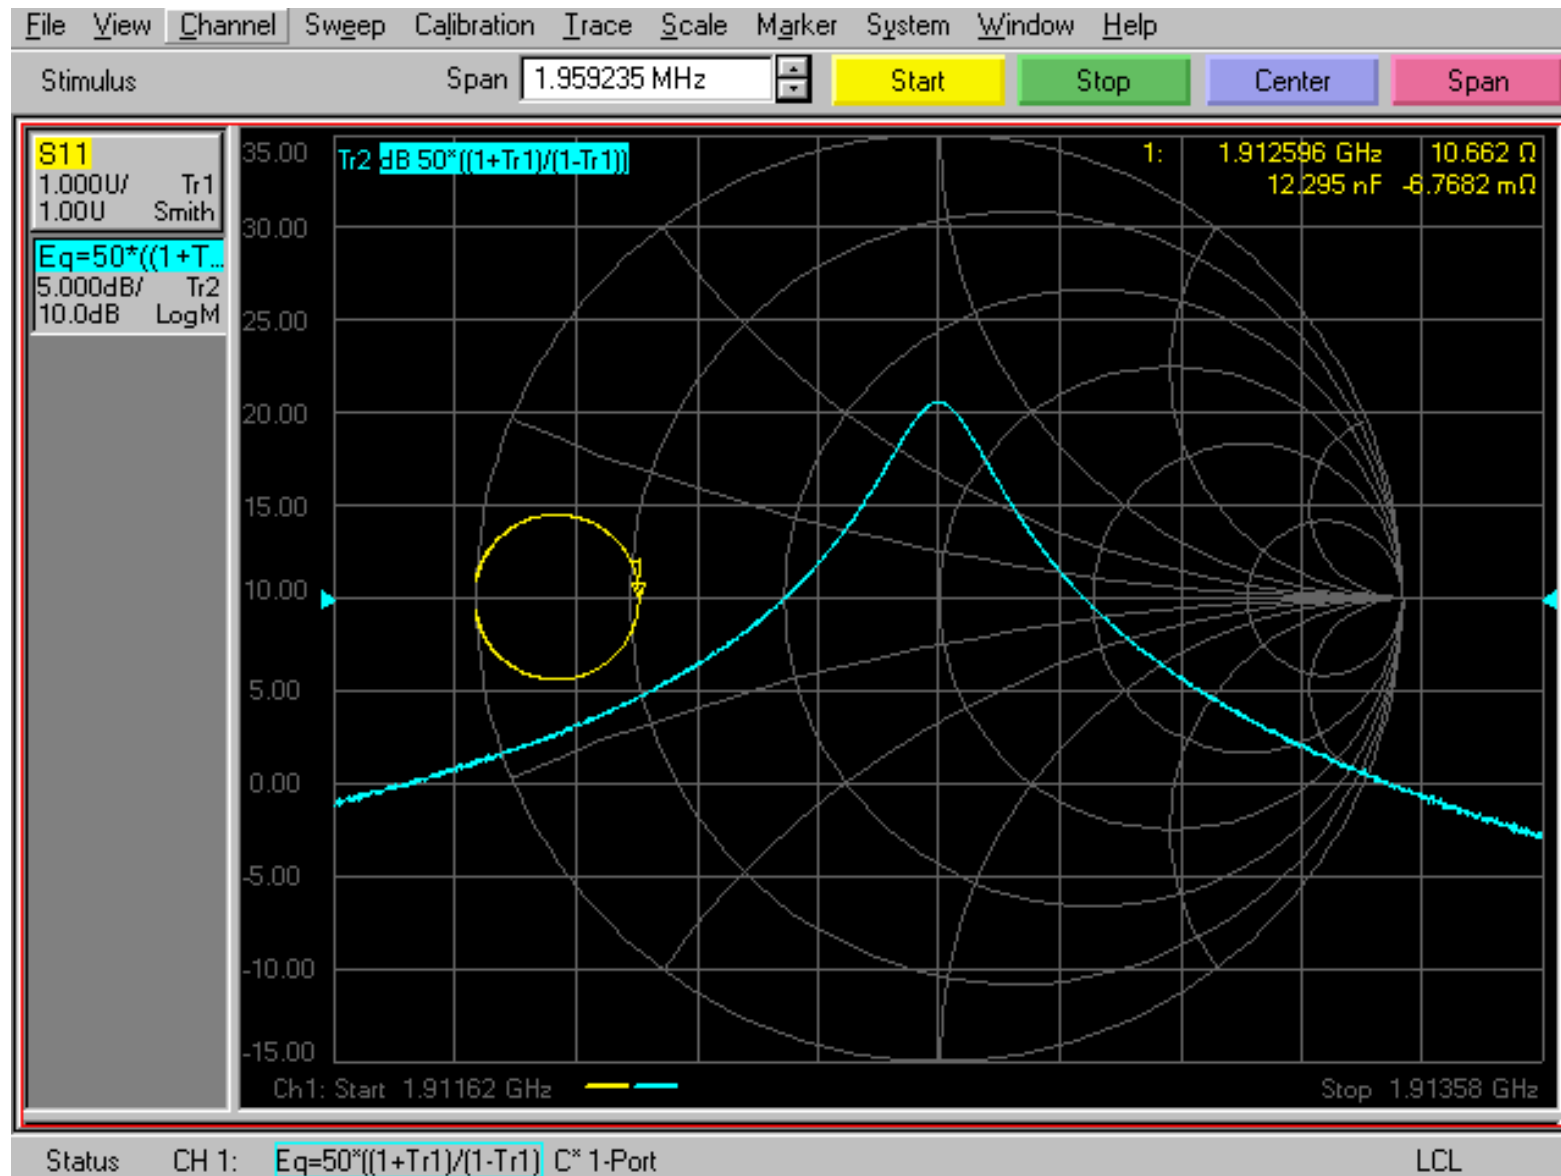 File View Channel Sweep Calibration Trace Scale Marker System Window Help
Stimulus Span 1.959235 MHz Start Stop Center Span
S11
1.000U/ Tr1
1.00U Smith
Eq=50*((1+T...
5.000dB/ Tr2
10.0dB LogM
Tr2 dB 50*((1+Tr1)/(1-Tr1))
1: 1.912596 GHz 10.662 Ω
12.295 nF -6.7682 mΩ
35.00
30.00
25.00
20.00
15.00
10.00
5.00
0.00
-5.00
-10.00
-15.00
1
Ch1: Start 1.91162 GHz Stop 1.91358 GHz
Status CH 1: Eq=50*((1+Tr1)/(1-Tr1) C* 1-Port LCL